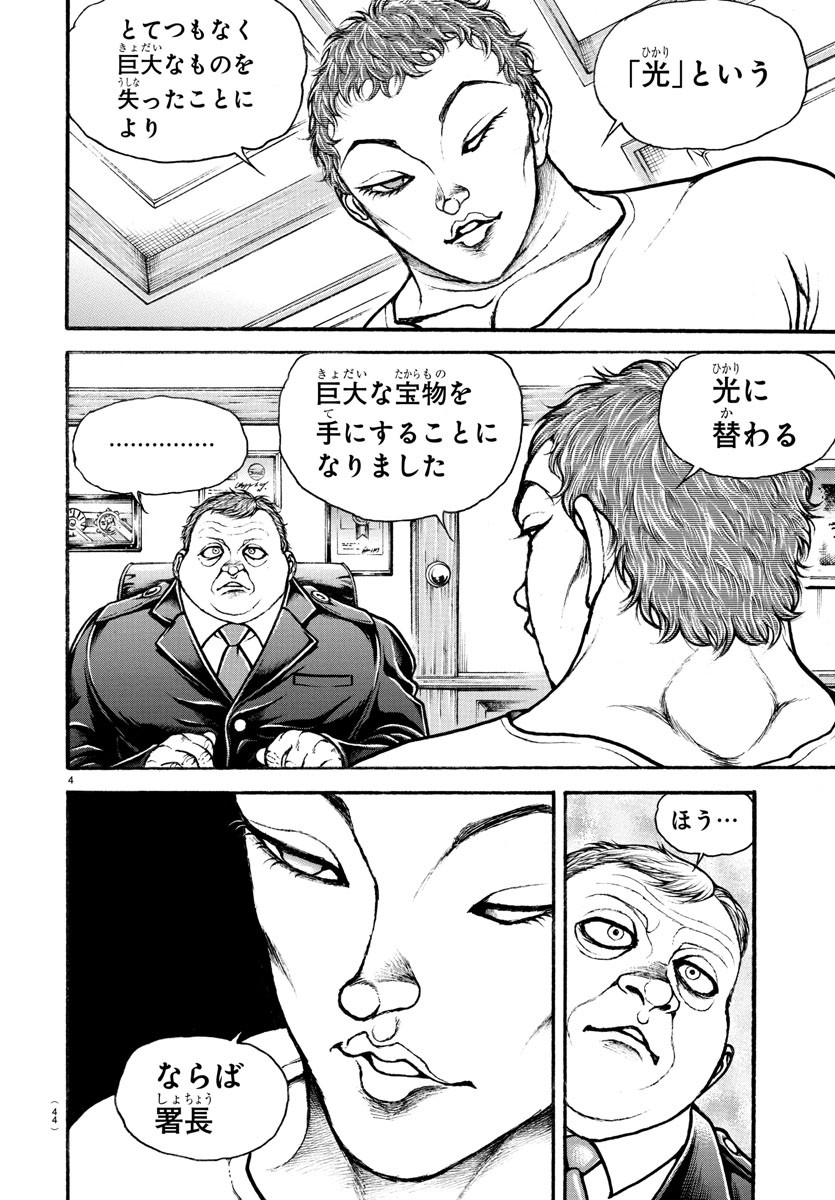 「光」という
とてつもなく
巨大なものを
失ったことに
より
光に
替わる
巨大な宝物を
手にすることに
なりました
……………
ほう…
ならば
署長
4
(44)